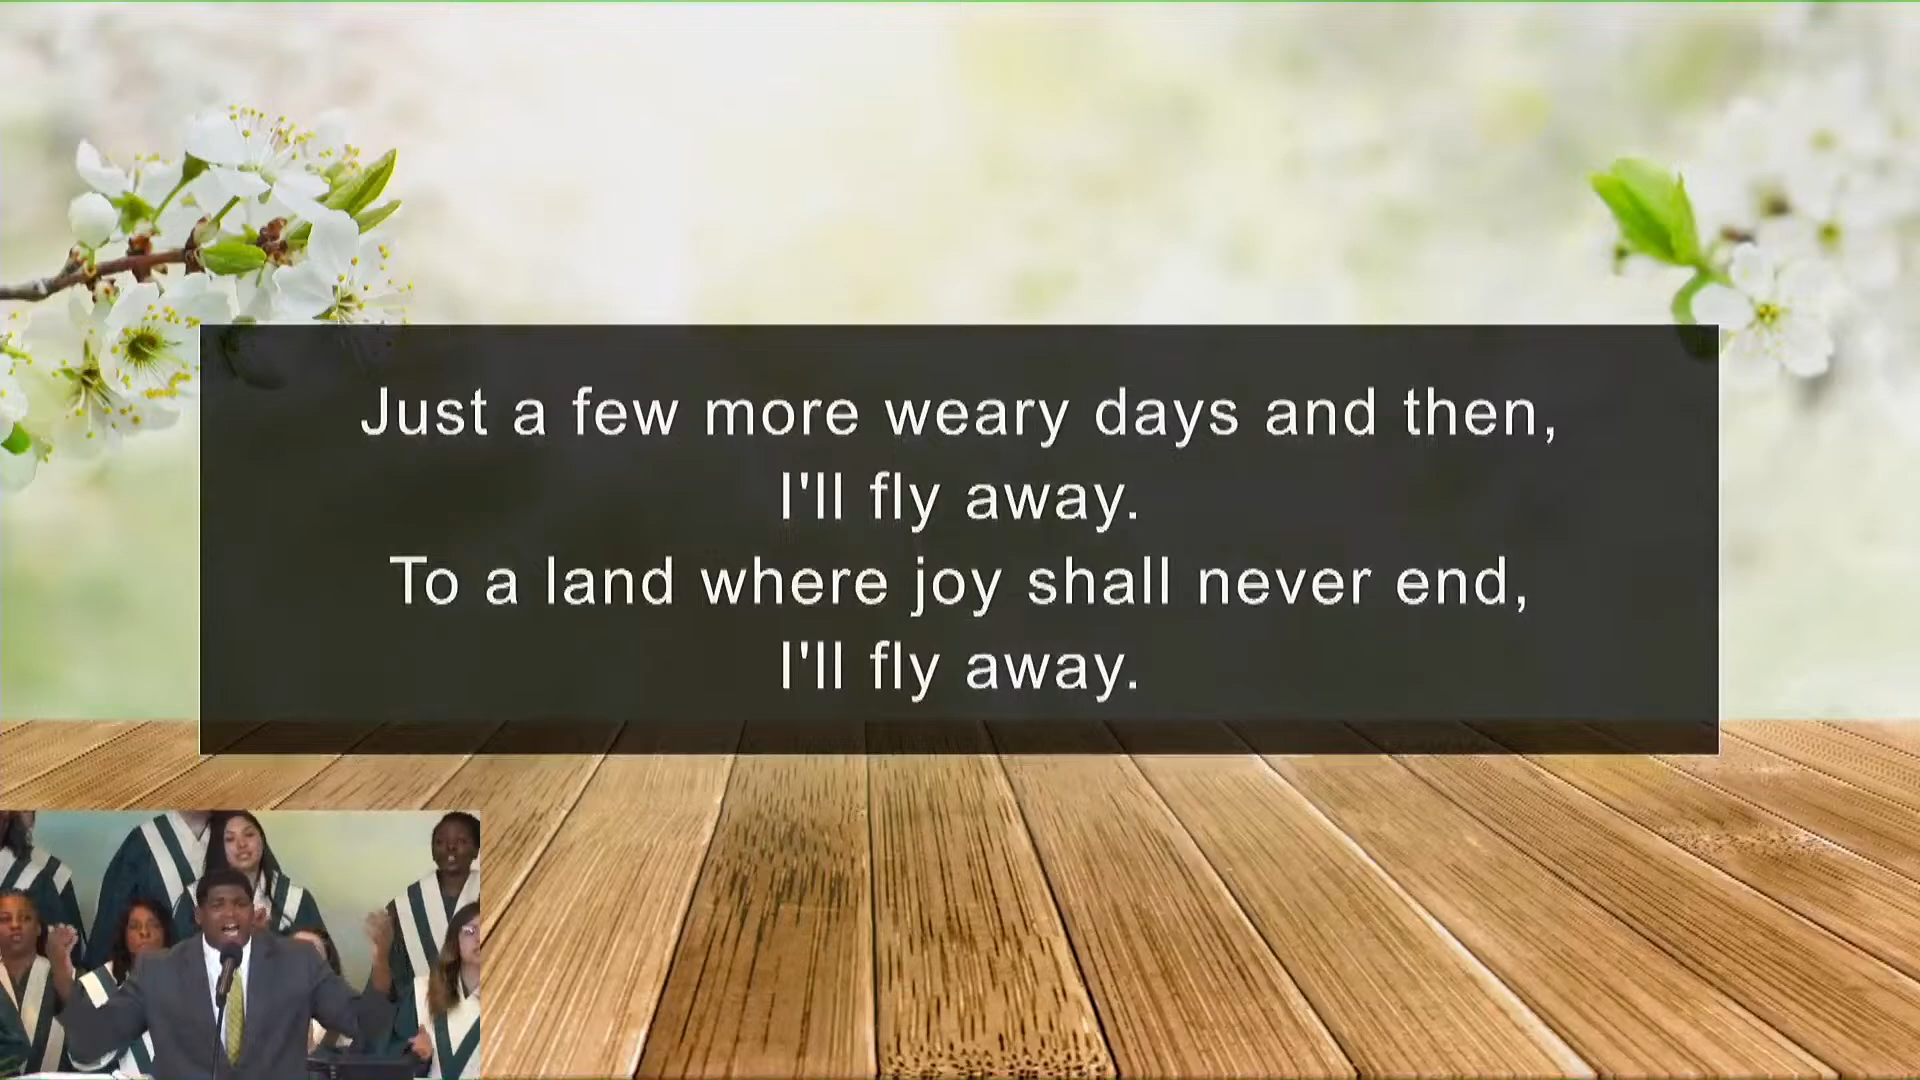 Just a few more weary days and then,
I'll fly away.
To a land where joy shall never end,
I'll fly away.